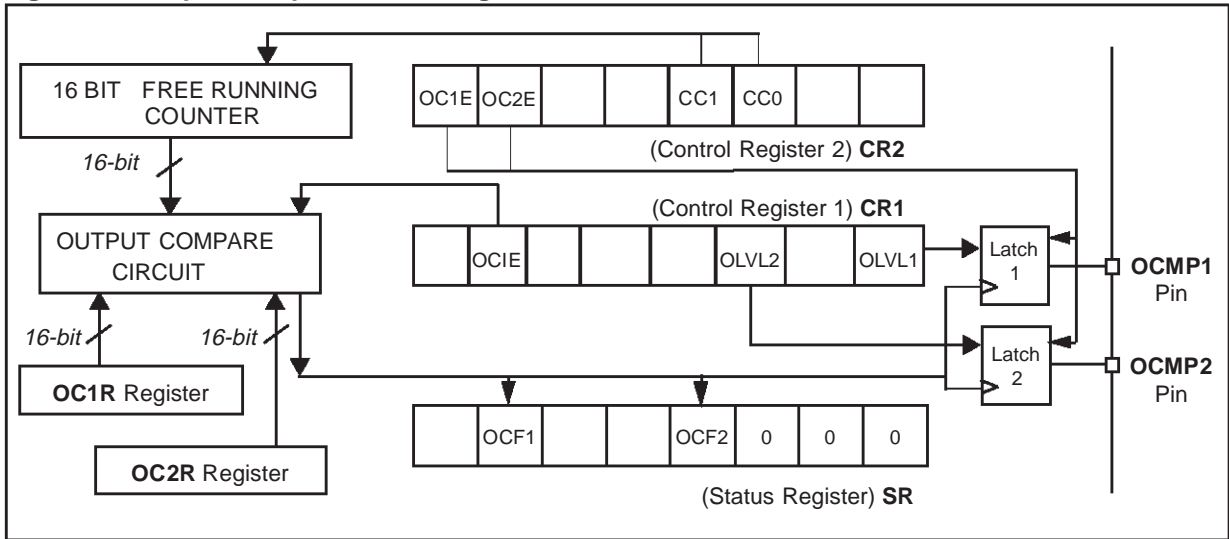 16 BIT FREE RUNNING
COUNTER
16-bit
OC1E OC2E CC1 CC0
(Control Register 2) CR2
(Control Register 1) CR1
OUTPUT COMPARE
CIRCUIT
OCIE OLVL2 OLVL1
Latch
1
OCMP1
Pin
16-bit
16-bit
Latch
2
OCMP2
Pin
OC1R Register
OCF1 OCF2 0 0 0
OC2R Register
(Status Register) SR